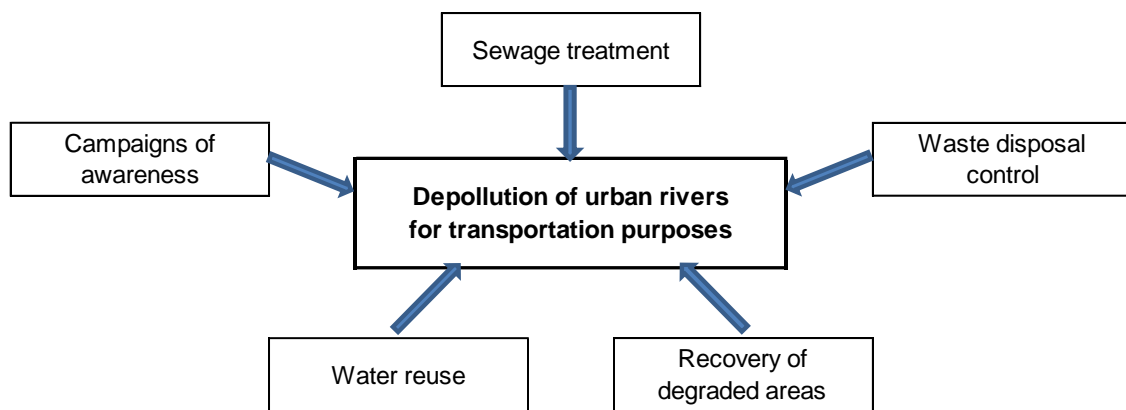 Sewage treatment
Campaigns of
awareness
Waste disposal
control
Depollution of urban rivers
for transportation purposes
Water reuse
Recovery of
degraded areas